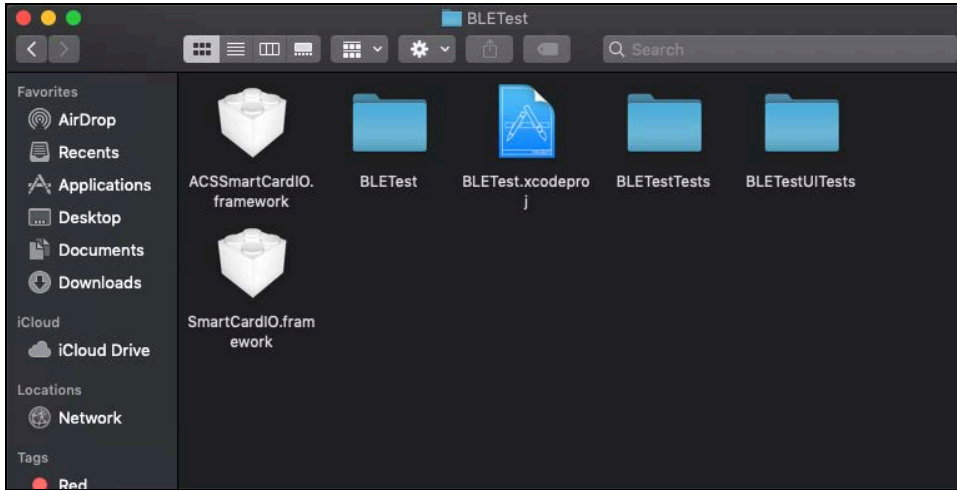 BLETest
Search
Favorites
AirDrop
Recents
Applications
Desktop
Documents
Downloads
iCloud
iCloud Drive
Locations
Network
Tags
Red
ACSSmartCardIO.
framework
BLETest
BLETest.xcodepro
j
BLETestTests
BLETestUITests
SmartCardIO.fram
ework